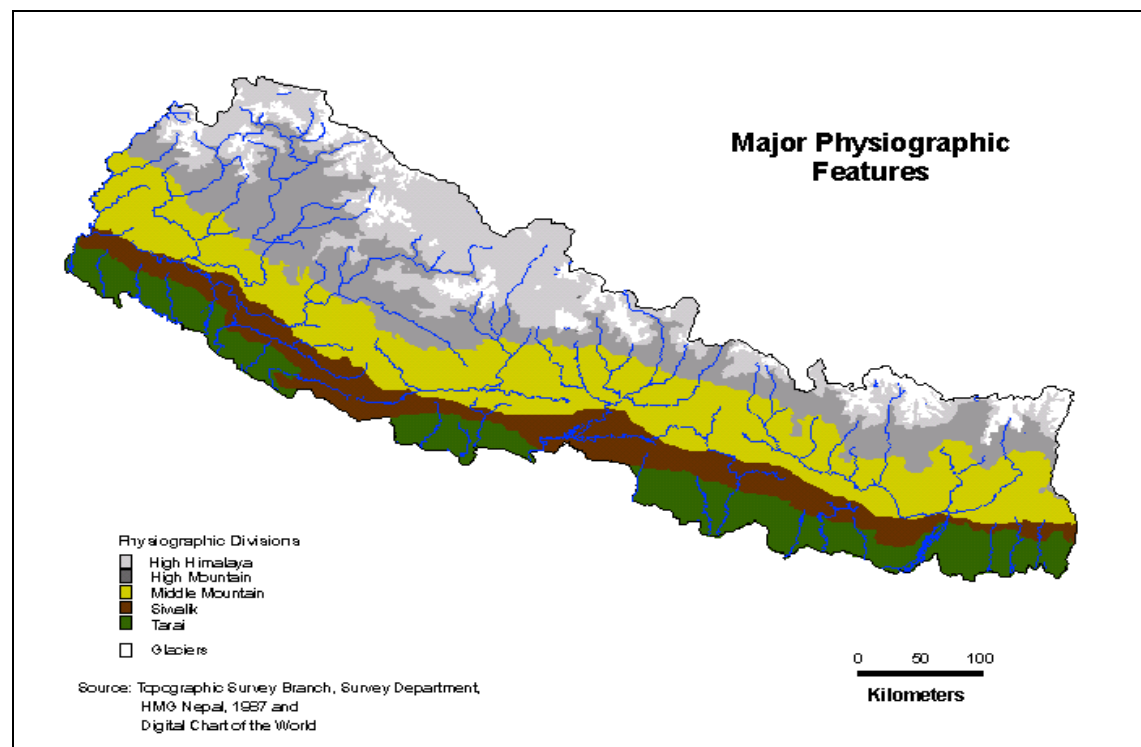 Major Physiographic
Features
Physiographic Divisions
High Himalaya
High Mountain
Middle Mountain
Siwalik
Tarai
Glaciers
Source: Topographic Survey Branch, Survey Department,
HMG Nepal, 1987 and
Digital Chart of the World
0 50 100
Kilometers